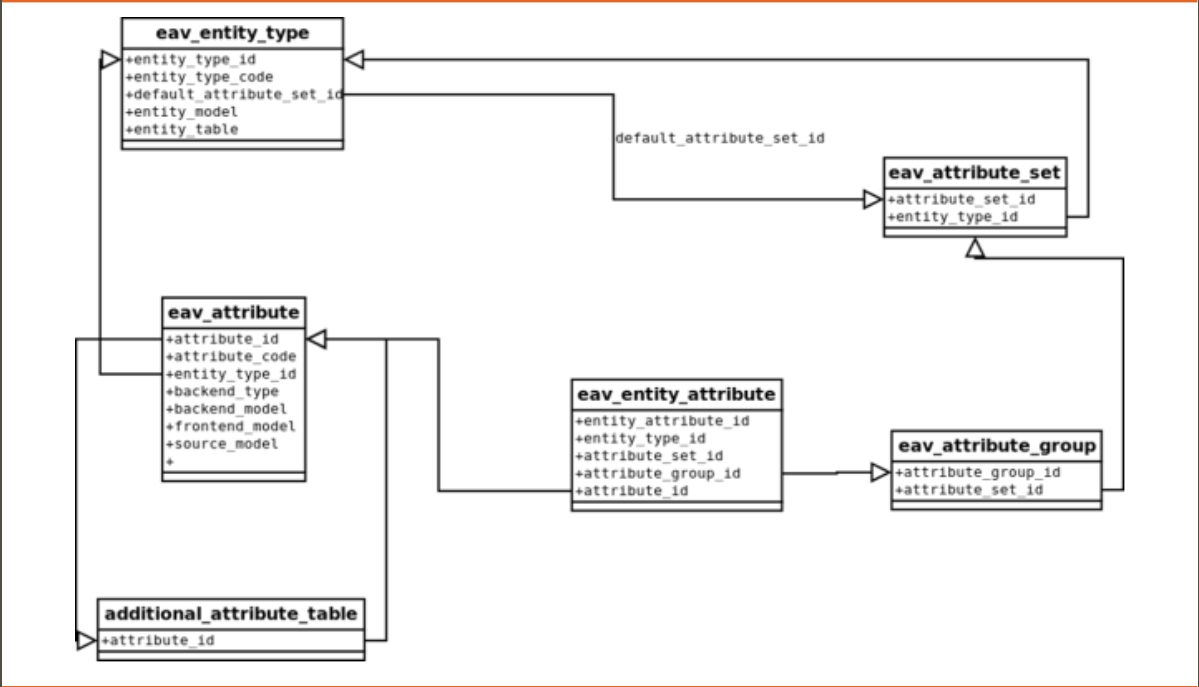 eav_entity_type
+entity_type_id
+entity_type_code
+default_attribute_set_id
+entity_model
+entity_table
default_attribute_set_id
eav_attribute_set
+attribute_set_id
+entity_type_id
eav_attribute
+attribute_id
+attribute_code
+entity_type_id
+backend_type
+backend_model
+frontend_model
+source_model
+
eav_entity_attribute
+entity_attribute_id
+entity_type_id
+attribute_set_id
+attribute_group_id
+attribute_id
eav_attribute_group
+attribute_group_id
+attribute_set_id
additional_attribute_table
+attribute_id